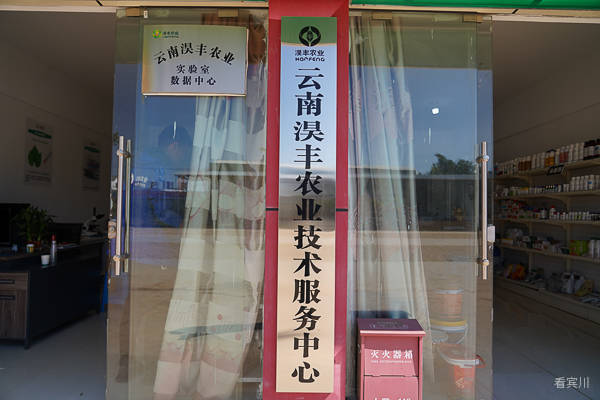 云南淏丰农业
实验室
数据中心
淏丰农业
HAOFENG
云南淏丰农业技术服务中心
灭火器箱
看宾川